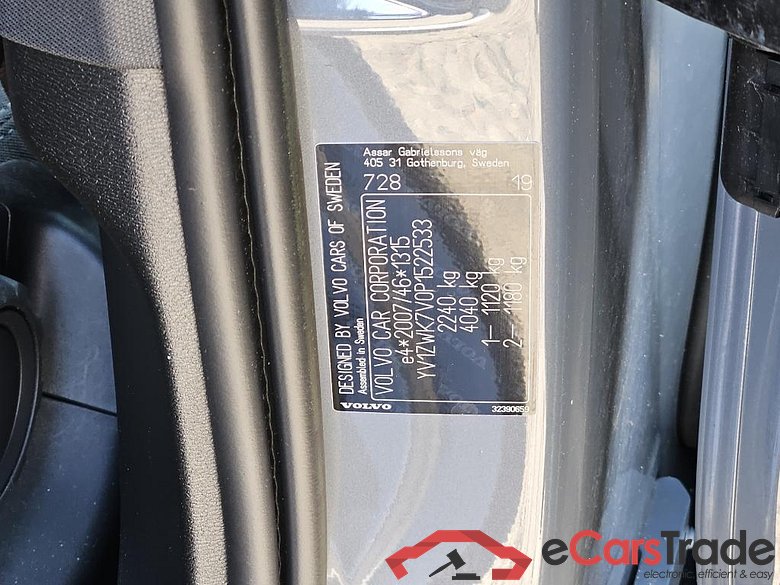 Assar Gabrielssons väg
405 31 Gothenburg, Sweden
728 19
DESIGNED BY VOLVO CARS OF SWEDEN
Assembled in Sweden
VOLVO CAR CORPORATION
e4*2007/46*1315
YV1ZWK7V0P1522533
2240 kg
4040 kg
1- 1120 kg
2- 1180 kg
VOLVO
32390659
eCarsTrade
electronic, efficient & easy